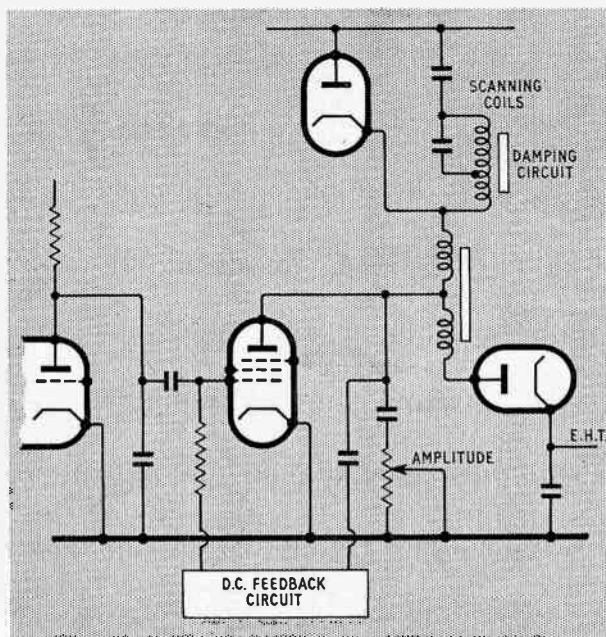 SCANNING
COILS
DAMPING
CIRCUIT
AMPLITUDE
E.H.T.
D.C. FEEDBACK
CIRCUIT